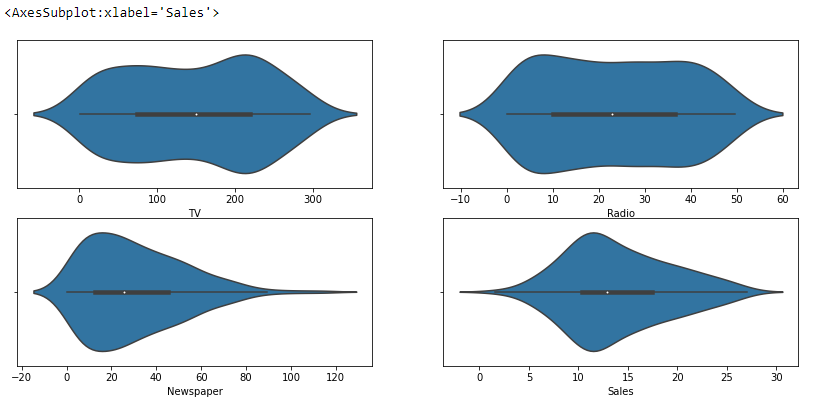 <AxesSubplot:xlabel='Sales'>
0 100 200 300
TV
−10 0 10 20 30 40 50 60
Radio
−20 0 20 40 60 80 100 120
Newspaper
0 5 10 15 20 25 30
Sales